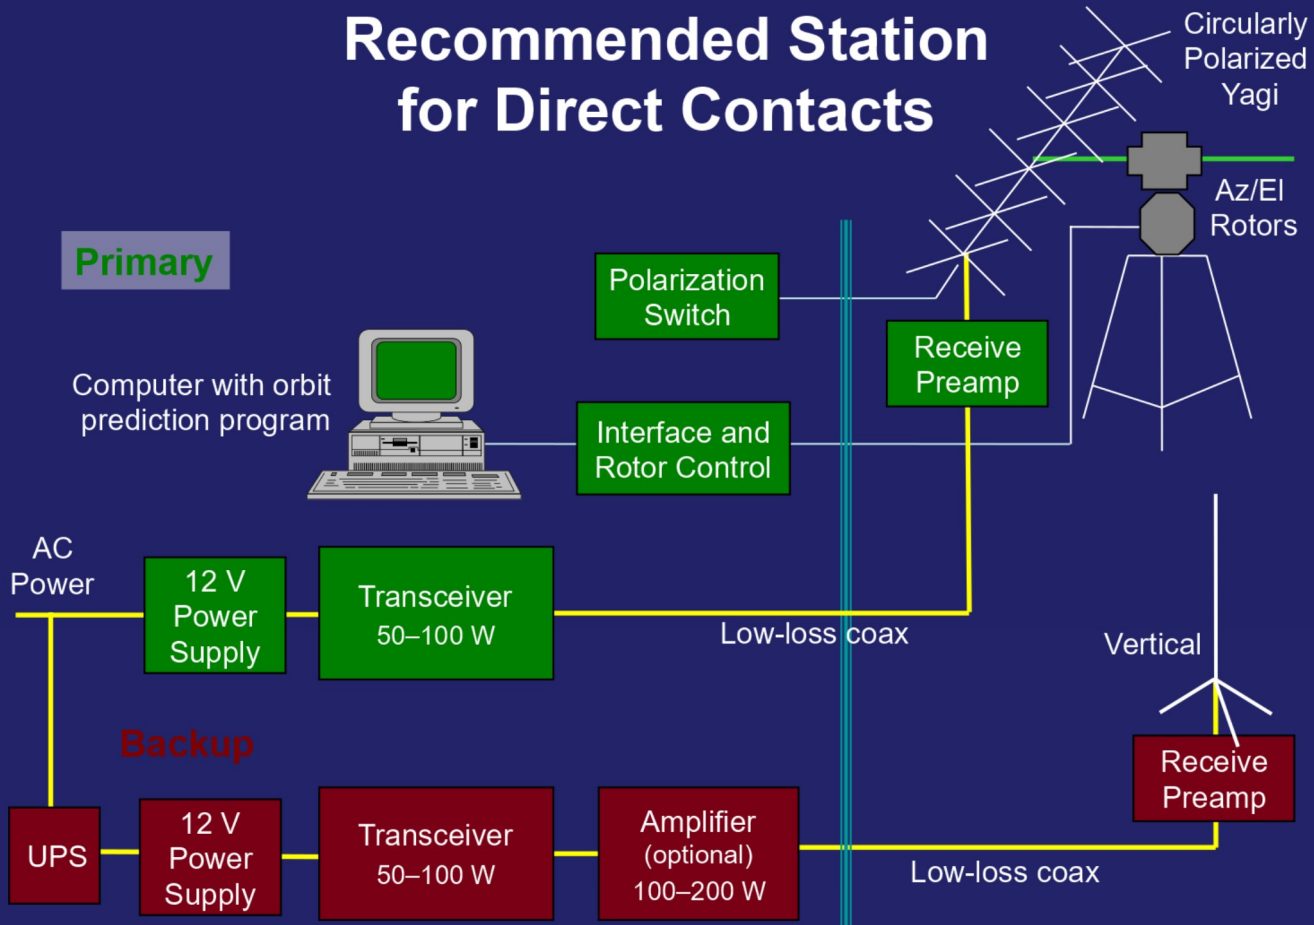 Recommended Station
for Direct Contacts
Circularly
Polarized
Yagi
Az/El
Rotors
Primary
Polarization
Switch
Receive
Preamp
Computer with orbit
prediction program
Interface and
Rotor Control
AC
Power
12 V
Power
Supply
Transceiver
50–100 W
Low-loss coax
Vertical
Backup
Receive
Preamp
UPS
12 V
Power
Supply
Transceiver
50–100 W
Amplifier
(optional)
100–200 W
Low-loss coax